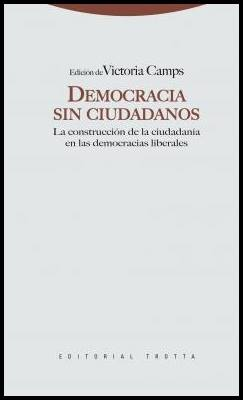 Edición de Victoria Camps
DEMOCRACIA
SIN CIUDADANOS
La construcción de la ciudadanía
en las democracias liberales
EDITORIAL TROTTA